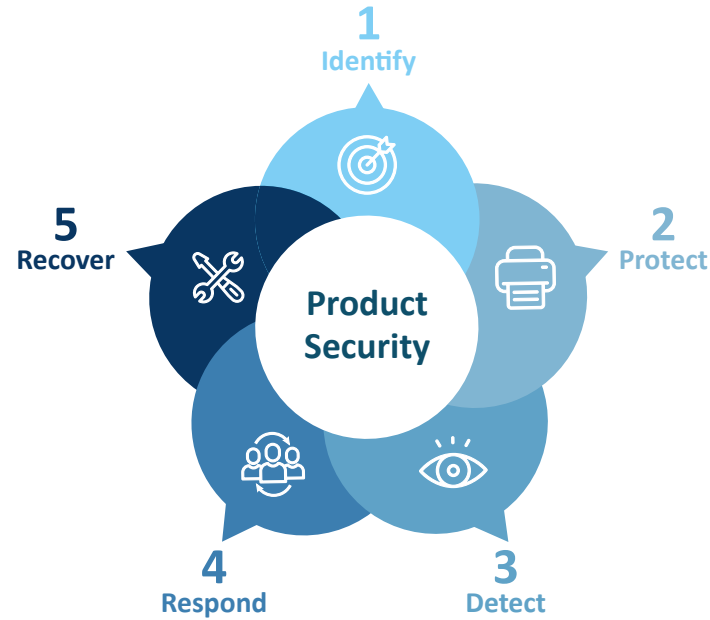 1
Identify
2
Protect
3
Detect
4
Respond
5
Recover
Product
Security